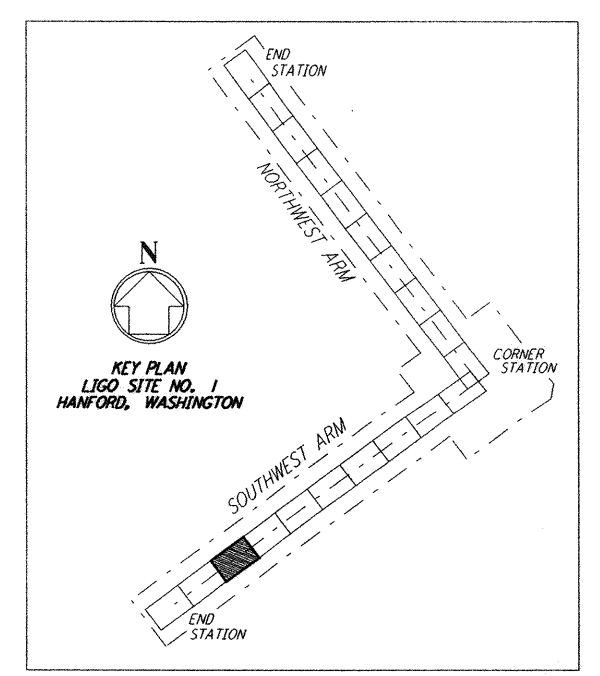 END
STATION
NORTHWEST ARM
N
KEY PLAN
LIGO SITE NO. 1
HANFORD, WASHINGTON
CORNER
STATION
SOUTHWEST ARM
END
STATION